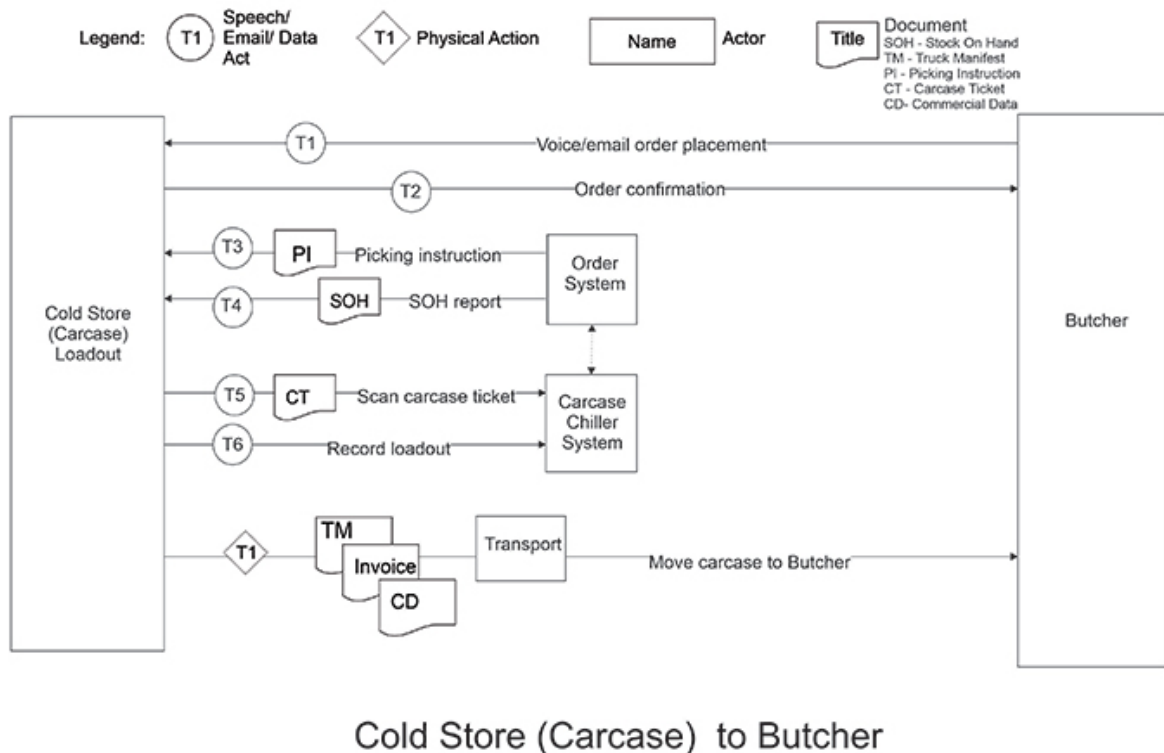 Legend:
T1
Speech/
Email/ Data
Act
T1
Physical Action
Name
Actor
Title
Document
SOH - Stock On Hand
TM - Truck Manifest
PI - Picking Instruction
CT - Carcase Ticket
CD- Commercial Data
Cold Store
(Carcase)
Loadout
T1
Voice/email order placement
T2
Order confirmation
T3
PI
Picking instruction
T4
SOH
SOH report
Order
System
T5
CT
Scan carcase ticket
T6
Record loadout
Carcase
Chiller
System
T1
TM
Invoice
CD
Transport
Move carcase to Butcher
Butcher
Cold Store (Carcase) to Butcher